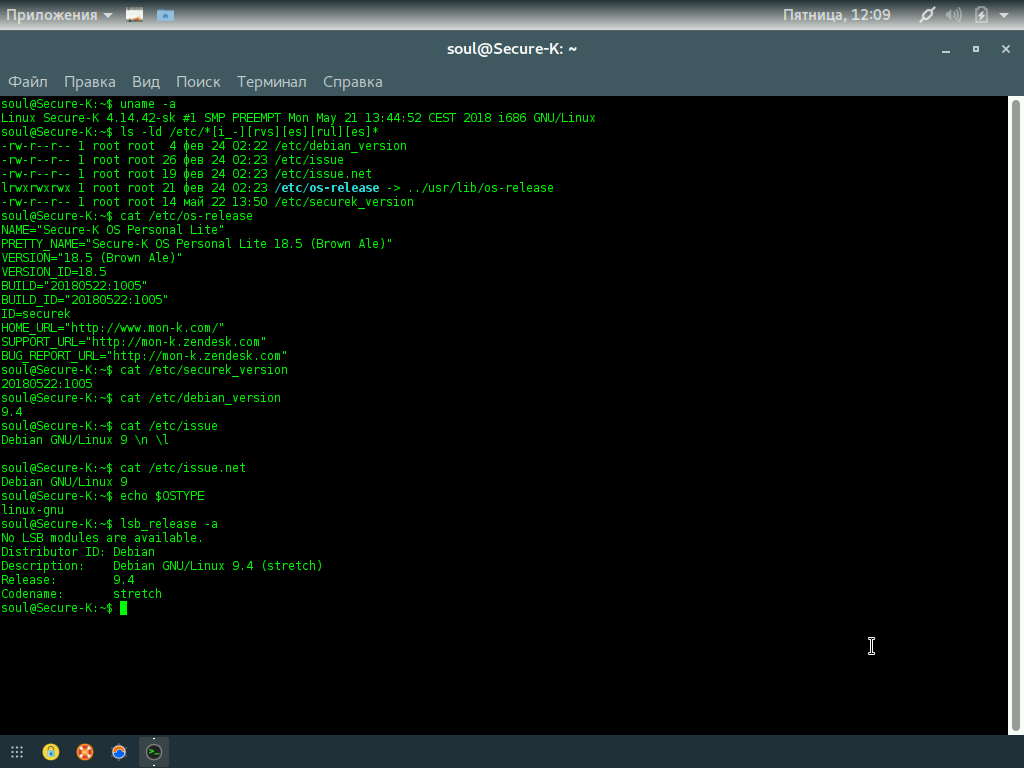 Приложения
Пятница, 12:09
soul@Secure-K: ~
Файл Правка Вид Поиск Терминал Справка
soul@Secure-K:~$ uname -a
Linux Secure-K 4.14.42-sk #1 SMP PREEMPT Mon May 21 13:44:52 CEST 2018 i686 GNU/Linux
soul@Secure-K:~$ ls -ld /etc/*[i_-][rvs][es][rul][es]*
-rw-r--r-- 1 root root  4 фев 24 02:22 /etc/debian_version
-rw-r--r-- 1 root root 26 фев 24 02:23 /etc/issue
-rw-r--r-- 1 root root 19 фев 24 02:23 /etc/issue.net
lrwxrwxrwx 1 root root 21 фев 24 02:23 /etc/os-release -> ../usr/lib/os-release
-rw-r--r-- 1 root root 14 май 22 13:50 /etc/securek_version
soul@Secure-K:~$ cat /etc/os-release
NAME="Secure-K OS Personal Lite"
PRETTY_NAME="Secure-K OS Personal Lite 18.5 (Brown Ale)"
VERSION="18.5 (Brown Ale)"
VERSION_ID=18.5
BUILD="20180522:1005"
BUILD_ID="20180522:1005"
ID=securek
HOME_URL="http://www.mon-k.com/"
SUPPORT_URL="http://mon-k.zendesk.com"
BUG_REPORT_URL="http://mon-k.zendesk.com"
soul@Secure-K:~$ cat /etc/securek_version
20180522:1005
soul@Secure-K:~$ cat /etc/debian_version
9.4
soul@Secure-K:~$ cat /etc/issue
Debian GNU/Linux 9 \n \l

soul@Secure-K:~$ cat /etc/issue.net
Debian GNU/Linux 9
soul@Secure-K:~$ echo $OSTYPE
linux-gnu
soul@Secure-K:~$ lsb_release -a
No LSB modules are available.
Distributor ID: Debian
Description:    Debian GNU/Linux 9.4 (stretch)
Release:        9.4
Codename:       stretch
soul@Secure-K:~$